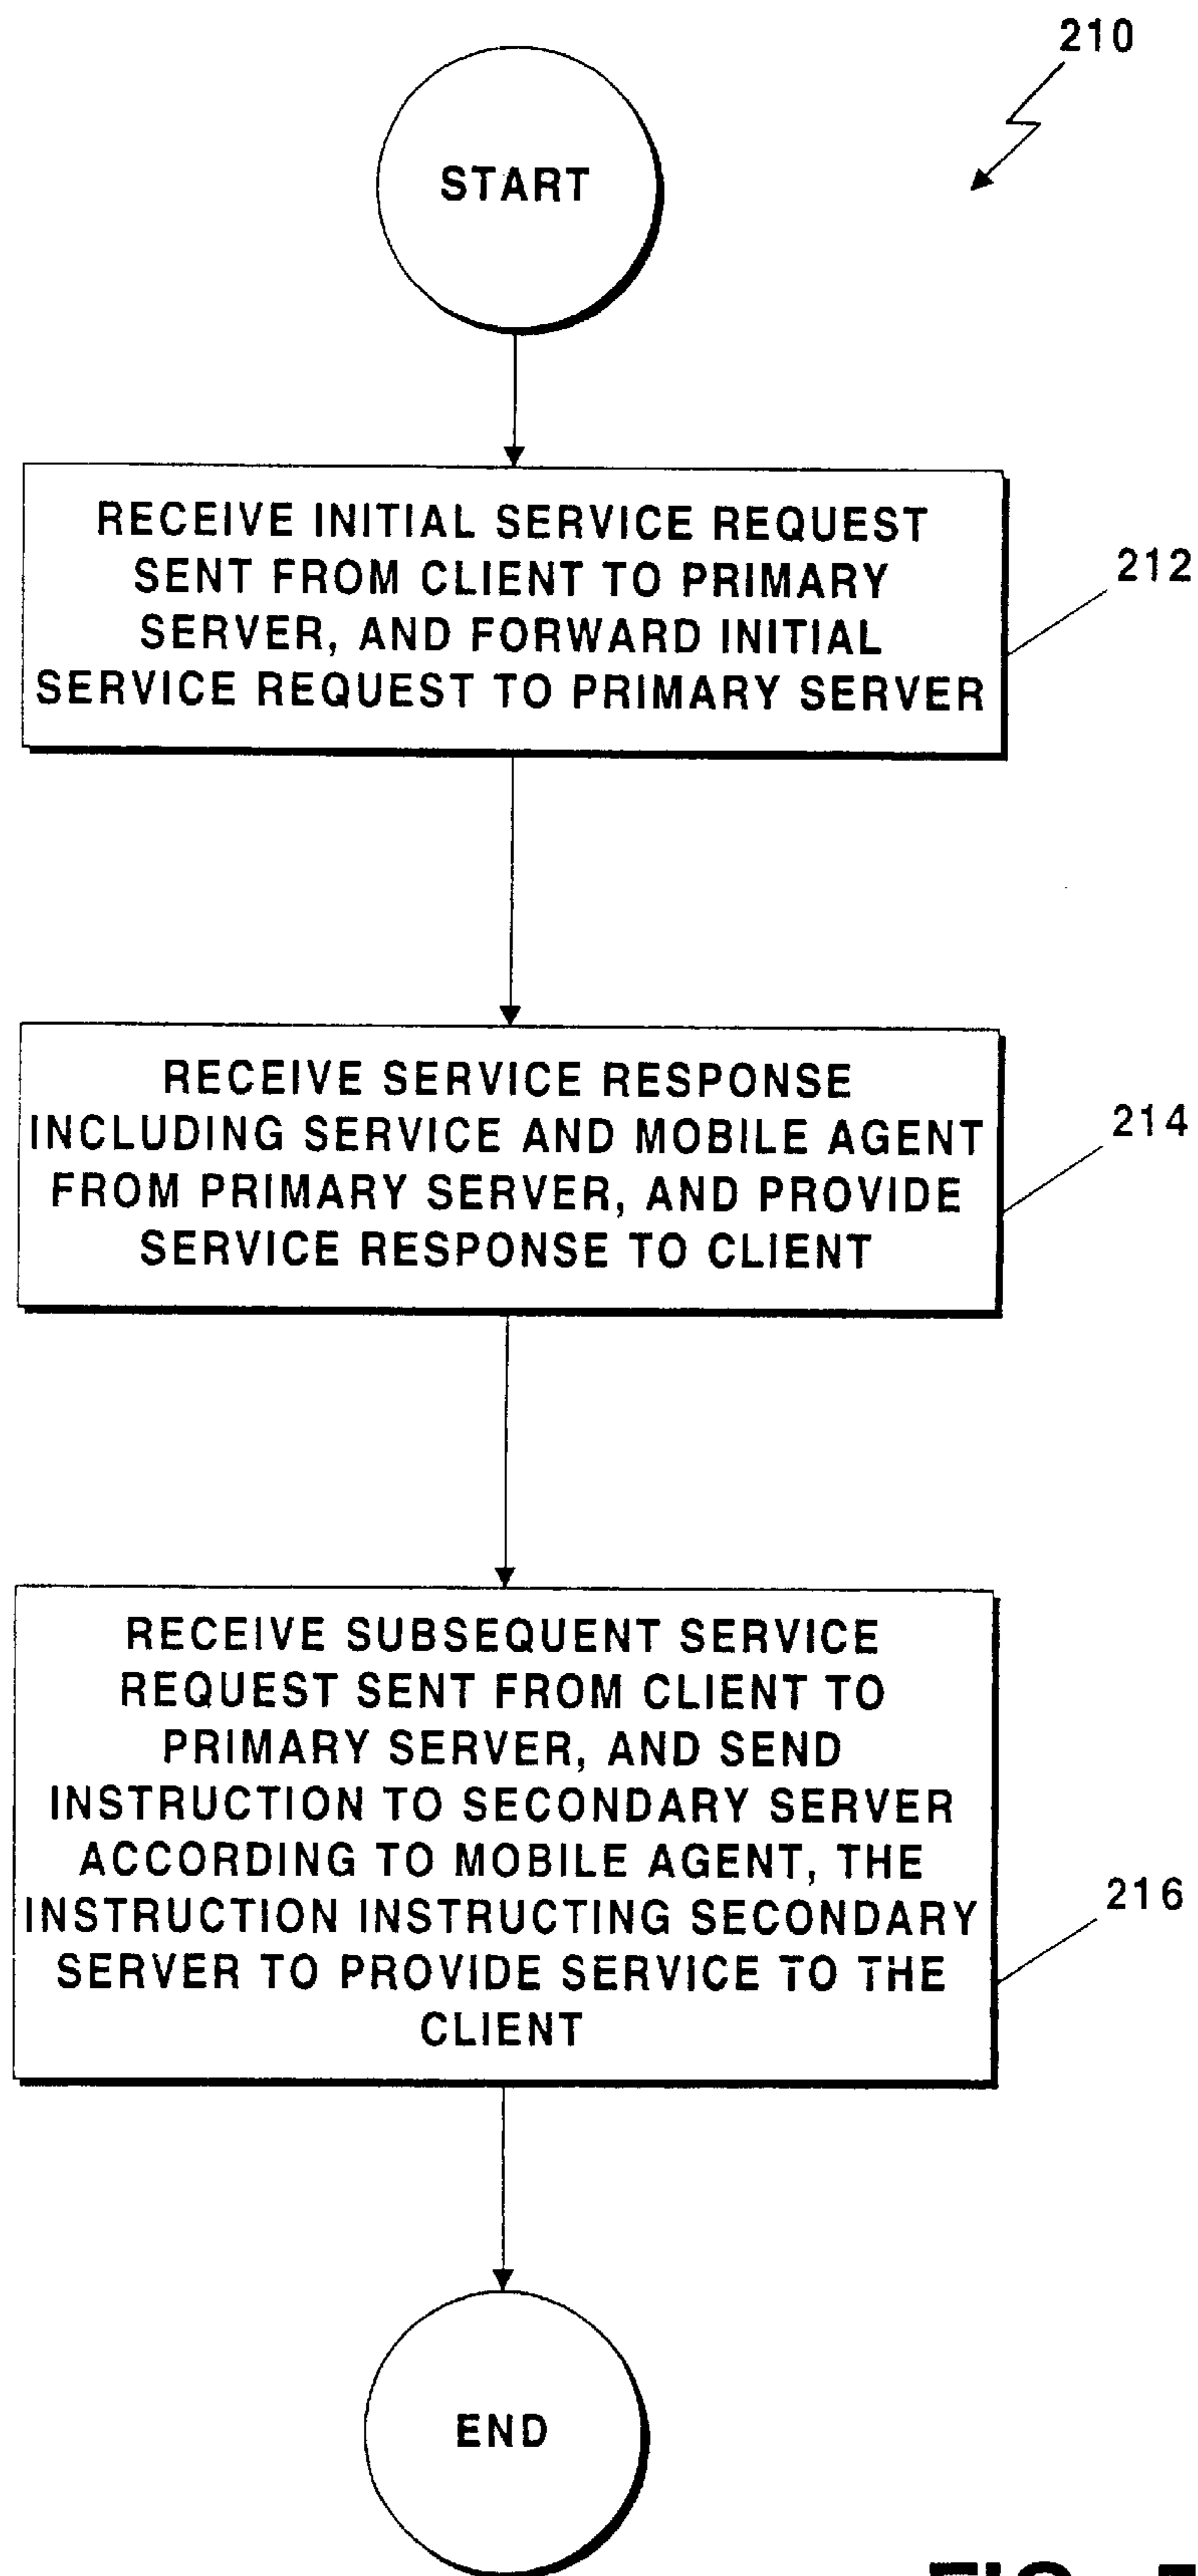 210
START
RECEIVE INITIAL SERVICE REQUEST
SENT FROM CLIENT TO PRIMARY
SERVER, AND FORWARD INITIAL
SERVICE REQUEST TO PRIMARY SERVER
212
RECEIVE SERVICE RESPONSE
INCLUDING SERVICE AND MOBILE AGENT
FROM PRIMARY SERVER, AND PROVIDE
SERVICE RESPONSE TO CLIENT
214
RECEIVE SUBSEQUENT SERVICE
REQUEST SENT FROM CLIENT TO
PRIMARY SERVER, AND SEND
INSTRUCTION TO SECONDARY SERVER
ACCORDING TO MOBILE AGENT, THE
INSTRUCTION INSTRUCTING SECONDARY
SERVER TO PROVIDE SERVICE TO THE
CLIENT
216
END
FIG.